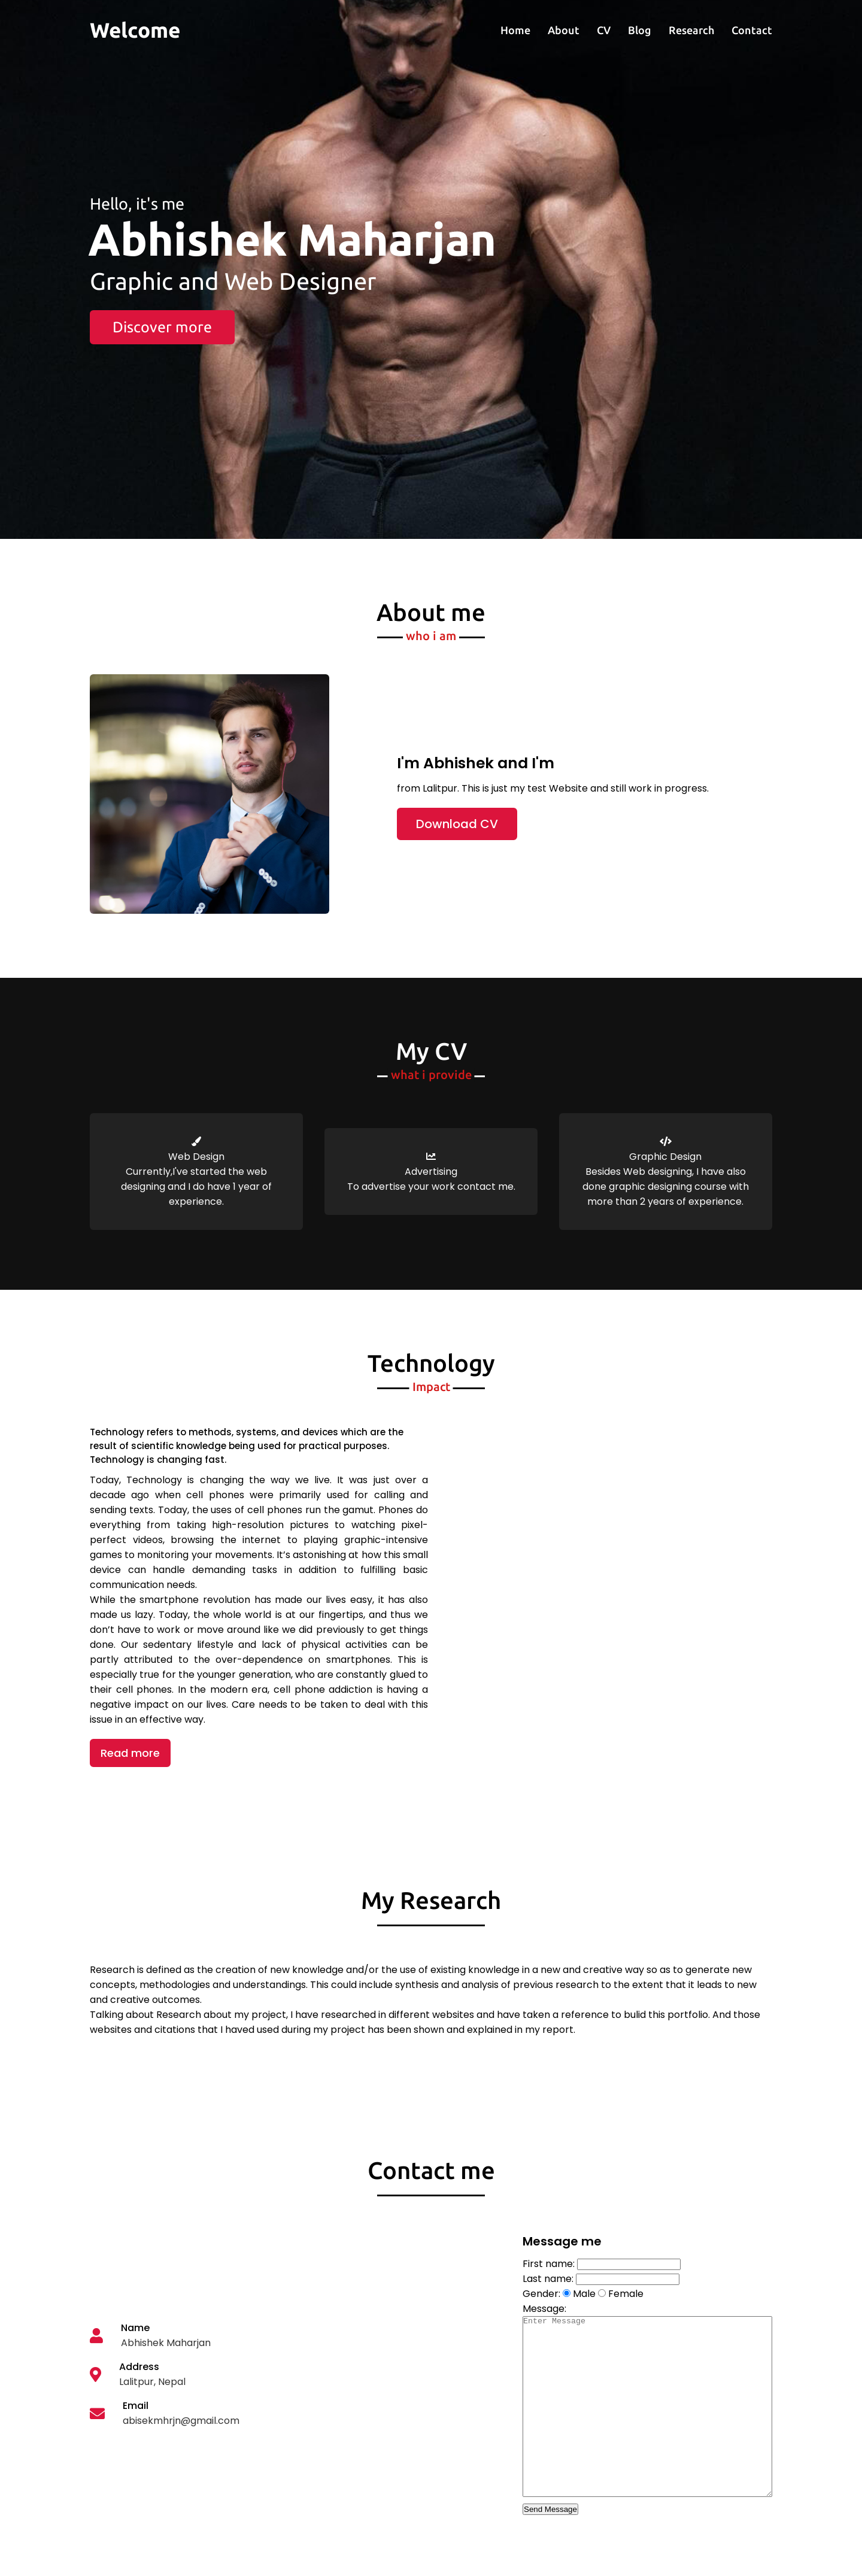 Welcome
Home About CV Blog Research Contact
Hello, it's me
Abhishek Maharjan
Graphic and Web Designer
Discover more
About me
who i am
I'm Abhishek and I'm
from Lalitpur. This is just my test Website and still work in progress.
Download CV
My CV
what i provide
Web Design
Currently,I've started the web
designing and I do have 1 year of
experience.
Advertising
To advertise your work contact me.
Graphic Design
Besides Web designing, I have also
done graphic designing course with
more than 2 years of experience.
Technology
Impact
Technology refers to methods, systems, and devices which are the
result of scientific knowledge being used for practical purposes.
Technology is changing fast.
Today, Technology is changing the way we live. It was just over a
decade ago when cell phones were primarily used for calling and
sending texts. Today, the uses of cell phones run the gamut. Phones do
everything from taking high-resolution pictures to watching pixel-
perfect videos, browsing the internet to playing graphic-intensive
games to monitoring your movements. It’s astonishing at how this small
device can handle demanding tasks in addition to fulfilling basic
communication needs.
While the smartphone revolution has made our lives easy, it has also
made us lazy. Today, the whole world is at our fingertips, and thus we
don’t have to work or move around like we did previously to get things
done. Our sedentary lifestyle and lack of physical activities can be
partly attributed to the over-dependence on smartphones. This is
especially true for the younger generation, who are constantly glued to
their cell phones. In the modern era, cell phone addiction is having a
negative impact on our lives. Care needs to be taken to deal with this
issue in an effective way.
Read more
My Research
Research is defined as the creation of new knowledge and/or the use of existing knowledge in a new and creative way so as to generate new
concepts, methodologies and understandings. This could include synthesis and analysis of previous research to the extent that it leads to new
and creative outcomes.
Talking about Research about my project, I have researched in different websites and have taken a reference to bulid this portfolio. And those
websites and citations that I haved used during my project has been shown and explained in my report.
Contact me
Name
Abhishek Maharjan
Address
Lalitpur, Nepal
Email
abisekmhrjn@gmail.com
Message me
First name:
Last name:
Gender: Male Female
Message:
Enter Message
Send Message